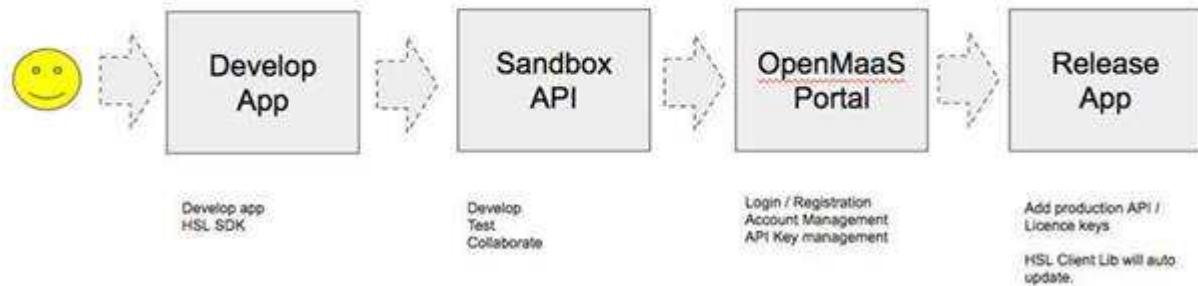 Develop
App
Sandbox
API
OpenMaaS
Portal
Release
App
Develop app
HSL SDK
Develop
Test
Collaborate
Login / Registration
Account Management
API Key management
Add production API /
Licence keys
HSL Client Lib will auto
update.